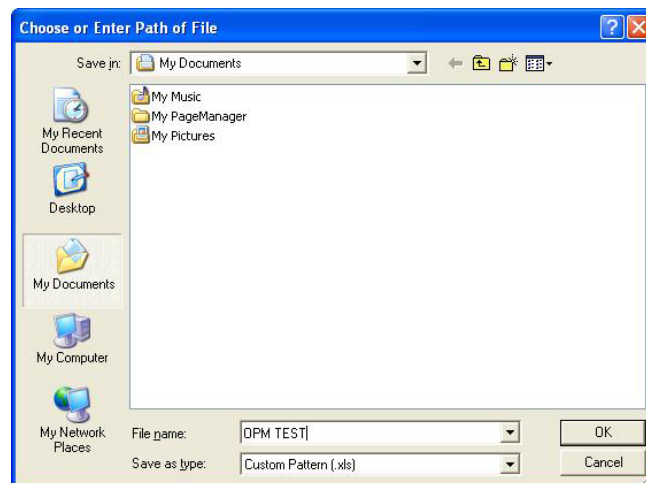 Choose or Enter Path of File
Save in:
My Documents
My Music
My PageManager
My Pictures
My Recent
Documents
Desktop
My Documents
My Computer
My Network
Places
File name:
OPM TEST
OK
Save as type:
Custom Pattern (.xls)
Cancel